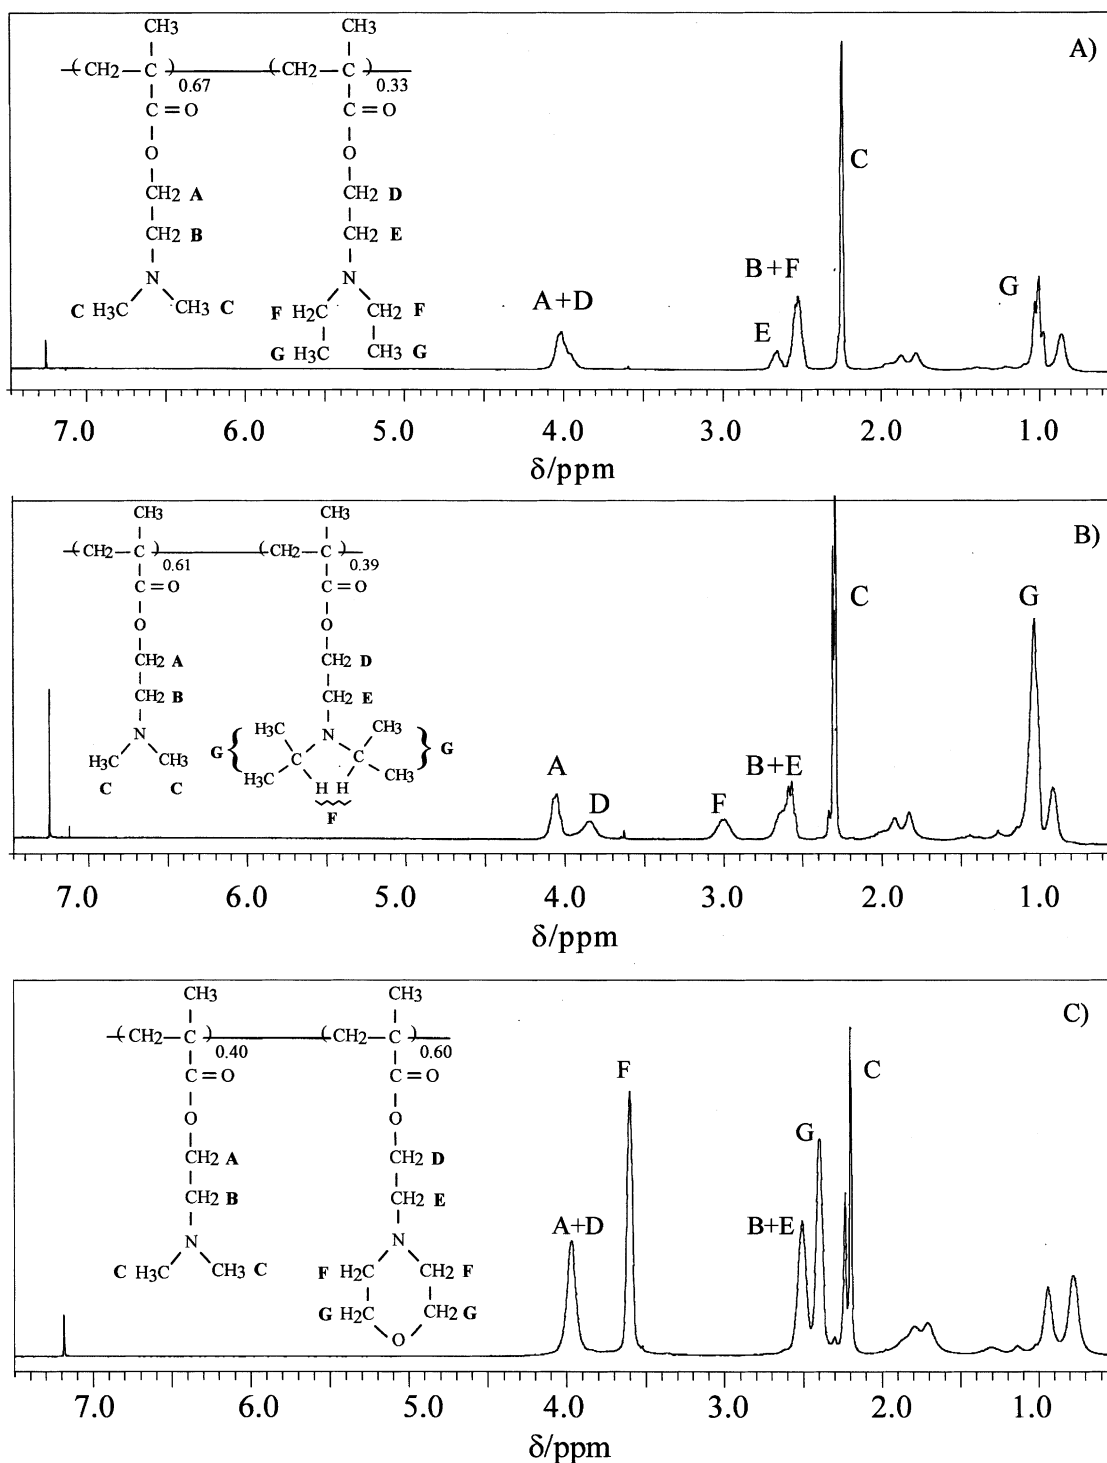 A)
CH3 CH3
(CH2–C)0.67 (CH2–C)0.33
C=O C=O
O O
CH2 A CH2 D
CH2 B CH2 E
N N
C H3C CH3 C F H2C CH2 F
G H3C CH3 G
A+D E B+F C G
7.0 6.0 5.0 4.0 3.0 2.0 1.0
δ/ppm
B)
CH3 CH3
(CH2–C)0.61 (CH2–C)0.39
C=O C=O
O O
CH2 A CH2 D
CH2 B CH2 E
N H3C N CH3
H3C CH3 G { H3C C C CH3 } G
C C H H
F
A D F B+E C G
7.0 6.0 5.0 4.0 3.0 2.0 1.0
δ/ppm
C)
CH3 CH3
(CH2–C)0.40 (CH2–C)0.60
C=O C=O
O O
CH2 A CH2 D
CH2 B CH2 E
N N
C H3C CH3 C F H2C CH2 F
G H2C CH2 G
O
A+D F B+E G C
7.0 6.0 5.0 4.0 3.0 2.0 1.0
δ/ppm